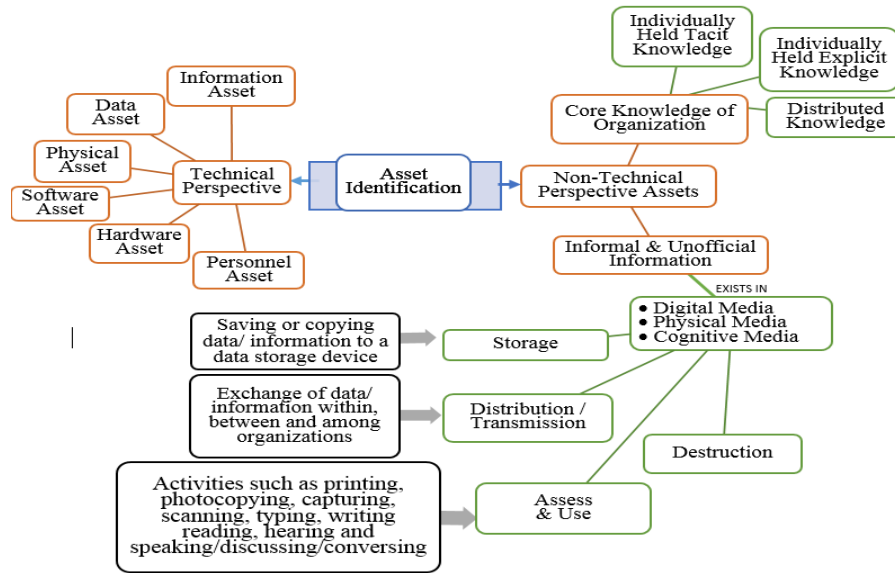 Information
Asset
Data
Asset
Physical
Asset
Software
Asset
Hardware
Asset
Personnel
Asset
Technical
Perspective
Asset
Identification
Non-Technical
Perspective Assets
Core Knowledge of
Organization
Individually
Held Tacit
Knowledge
Individually
Held Explicit
Knowledge
Distributed
Knowledge
Informal & Unofficial
Information
EXISTS IN
• Digital Media
• Physical Media
• Cognitive Media
Saving or copying
data/ information to a
data storage device
Storage
Exchange of data/
information within,
between and among
organizations
Distribution /
Transmission
Destruction
Activities such as printing,
photocopying, capturing,
scanning, typing, writing
reading, hearing and
speaking/discussing/conversing
Assess
& Use